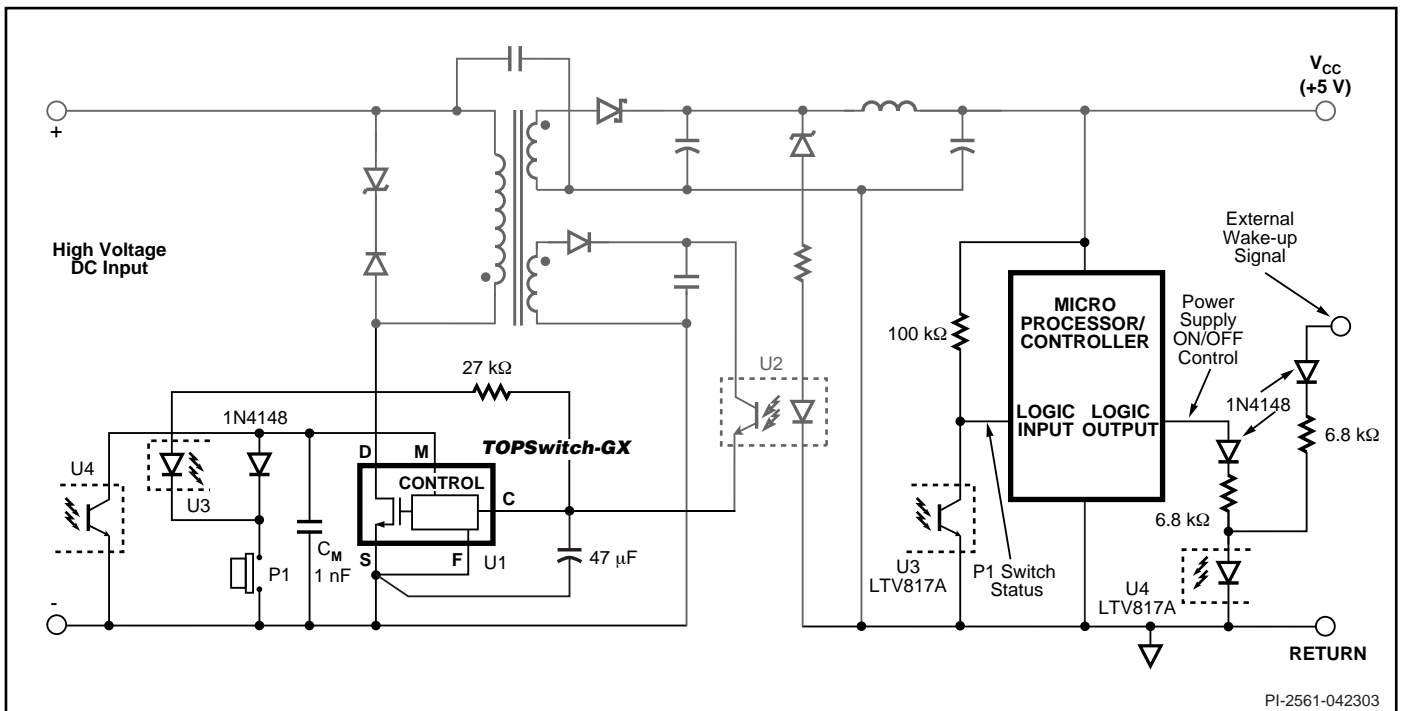 V_CC
(+5 V)
+
High Voltage
DC Input
External
Wake-up
Signal
MICRO
PROCESSOR/
CONTROLLER
Power
Supply
ON/OFF
Control
100 kΩ
27 kΩ
U2
1N4148
1N4148
LOGIC
INPUT
LOGIC
OUTPUT
6.8 kΩ
TOPSwitch-GX
D
M
U4
CONTROL
C
U3
6.8 kΩ
C_M
1 nF
S
F
U1
47 µF
P1
U3
LTV817A
P1 Switch
Status
U4
LTV817A
-
RETURN
PI-2561-042303